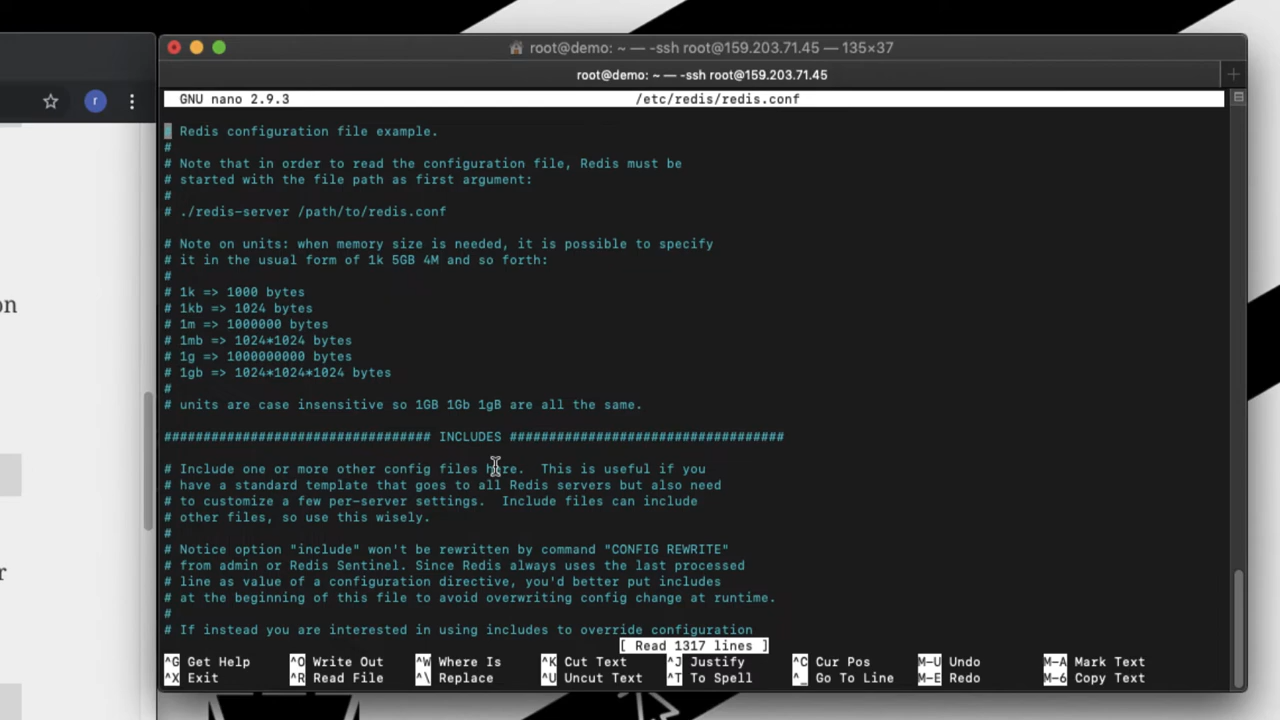 root@demo: ~ — -ssh root@159.203.71.45 — 135×37
root@demo: ~ — -ssh root@159.203.71.45
GNU nano 2.9.3 /etc/redis/redis.conf
# Redis configuration file example.
#
# Note that in order to read the configuration file, Redis must be
# started with the file path as first argument:
#
# ./redis-server /path/to/redis.conf
# Note on units: when memory size is needed, it is possible to specify
# it in the usual form of 1k 5GB 4M and so forth:
#
# 1k => 1000 bytes
# 1kb => 1024 bytes
# 1m => 1000000 bytes
# 1mb => 1024*1024 bytes
# 1g => 1000000000 bytes
# 1gb => 1024*1024*1024 bytes
#
# units are case insensitive so 1GB 1Gb 1gB are all the same.
################################## INCLUDES ###################################
# Include one or more other config files here.  This is useful if you
# have a standard template that goes to all Redis servers but also need
# to customize a few per-server settings.  Include files can include
# other files, so use this wisely.
#
# Notice option "include" won't be rewritten by command "CONFIG REWRITE"
# from admin or Redis Sentinel. Since Redis always uses the last processed
# line as value of a configuration directive, you'd better put includes
# at the beginning of this file to avoid overwriting config change at runtime.
#
# If instead you are interested in using includes to override configuration
[ Read 1317 lines ]
^G Get Help ^O Write Out ^W Where Is ^K Cut Text ^J Justify ^C Cur Pos M-U Undo M-A Mark Text
^X Exit ^R Read File ^\ Replace ^U Uncut Text ^T To Spell ^_ Go To Line M-E Redo M-6 Copy Text
r
on
r